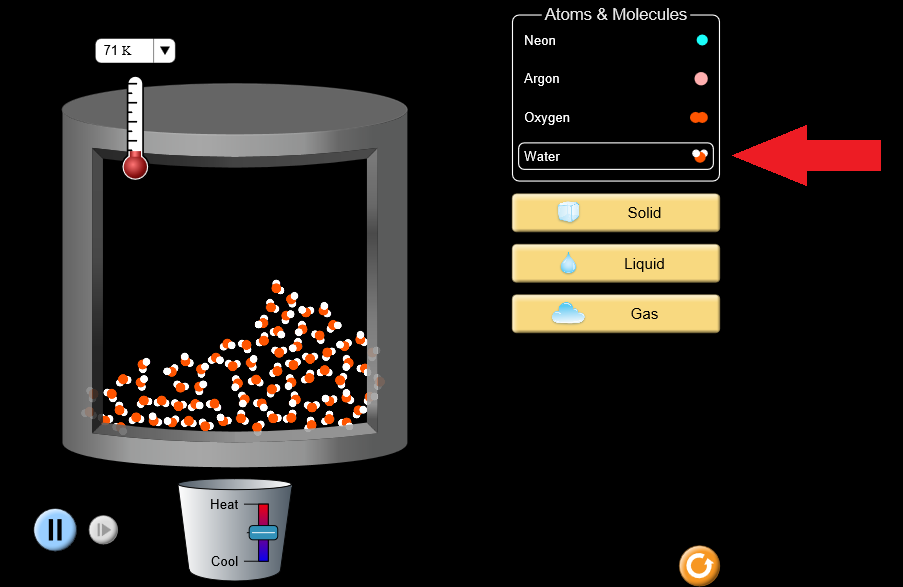 Atoms & Molecules
71 K
Neon
Argon
Oxygen
Water
Solid
Liquid
Gas
Heat
Cool